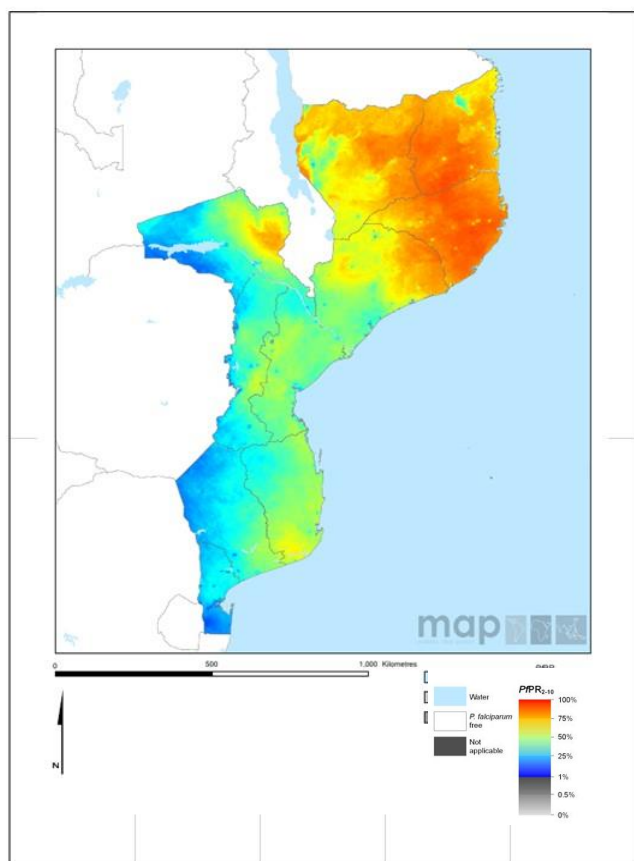 map
0 500 1,000 Kilometres
N
Water
P. falciparum
free
Not
applicable
PfPR2-10
100%
75%
50%
25%
1%
0.5%
0%